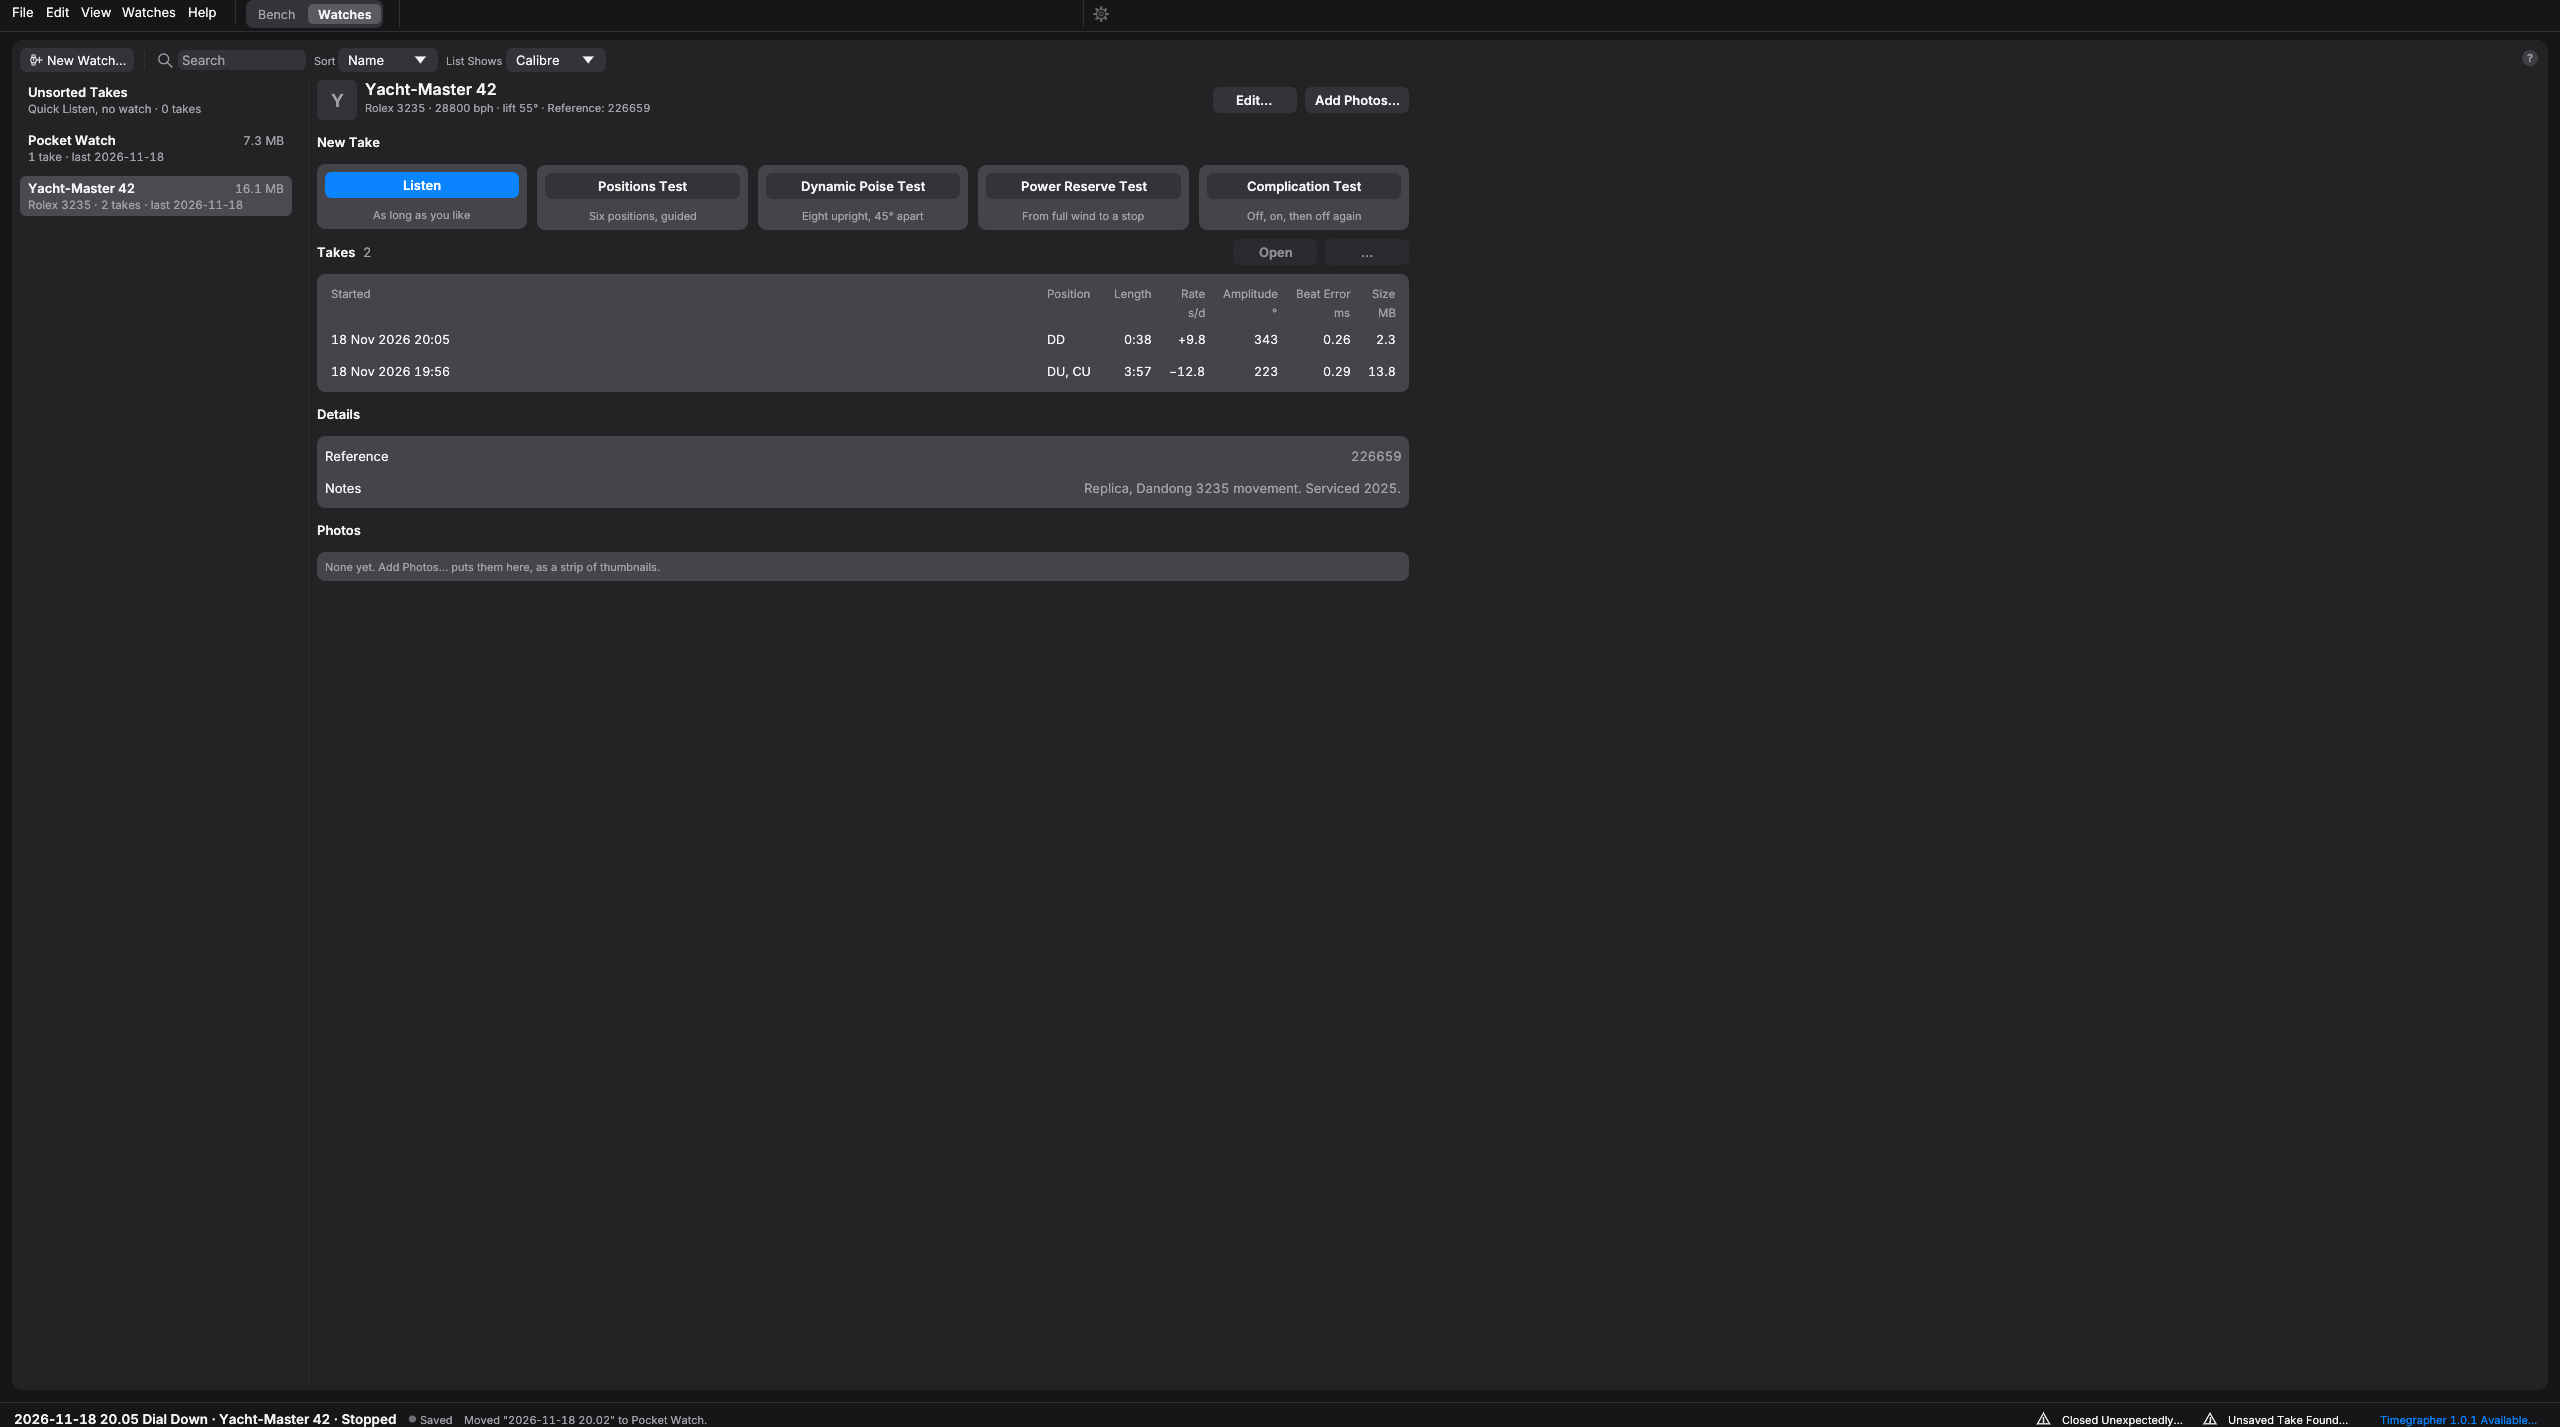 File Edit View Watches Help Bench Watches
New Watch... Search Sort Name List Shows Calibre ?
Unsorted Takes
Quick Listen, no watch · 0 takes
Pocket Watch 7.3 MB
1 take · last 2026-11-18
Yacht-Master 42 16.1 MB
Rolex 3235 · 2 takes · last 2026-11-18
Y
Yacht-Master 42
Rolex 3235 · 28800 bph · lift 55° · Reference: 226659
Edit... Add Photos...
New Take
Listen
As long as you like
Positions Test
Six positions, guided
Dynamic Poise Test
Eight upright, 45° apart
Power Reserve Test
From full wind to a stop
Complication Test
Off, on, then off again
Takes 2 Open ...
Started Position Length Rate Amplitude Beat Error Size
s/d ° ms MB
18 Nov 2026 20:05 DD 0:38 +9.8 343 0.26 2.3
18 Nov 2026 19:56 DU, CU 3:57 −12.8 223 0.29 13.8
Details
Reference 226659
Notes Replica, Dandong 3235 movement. Serviced 2025.
Photos
None yet. Add Photos... puts them here, as a strip of thumbnails.
2026-11-18 20.05 Dial Down · Yacht-Master 42 · Stopped Saved Moved "2026-11-18 20.02" to Pocket Watch. Closed Unexpectedly... Unsaved Take Found... Timegrapher 1.0.1 Available...